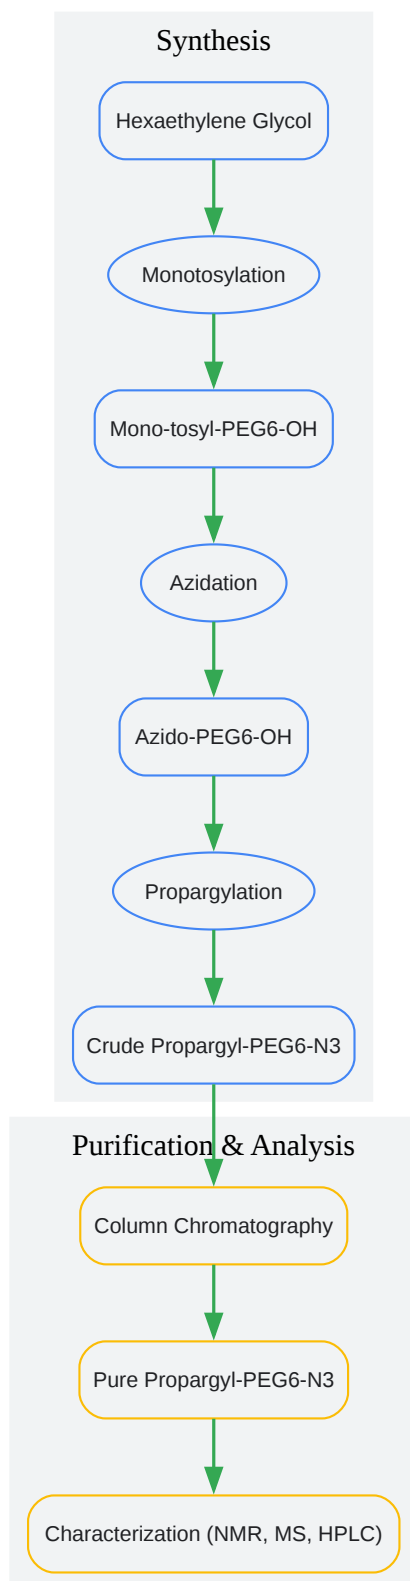 Synthesis
Hexaethylene Glycol
Monotosylation
Mono-tosyl-PEG6-OH
Azidation
Azido-PEG6-OH
Propargylation
Crude Propargyl-PEG6-N3
Purification & Analysis
Column Chromatography
Pure Propargyl-PEG6-N3
Characterization (NMR, MS, HPLC)